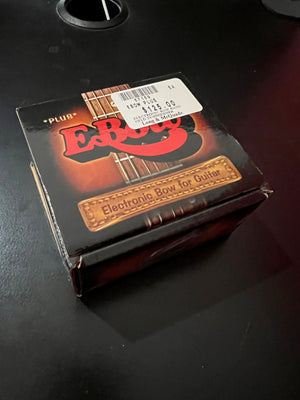 EBOW PLUS
$125.00
Long & McQuade
*PLUS*
EBow
Electronic Bow for Guitar